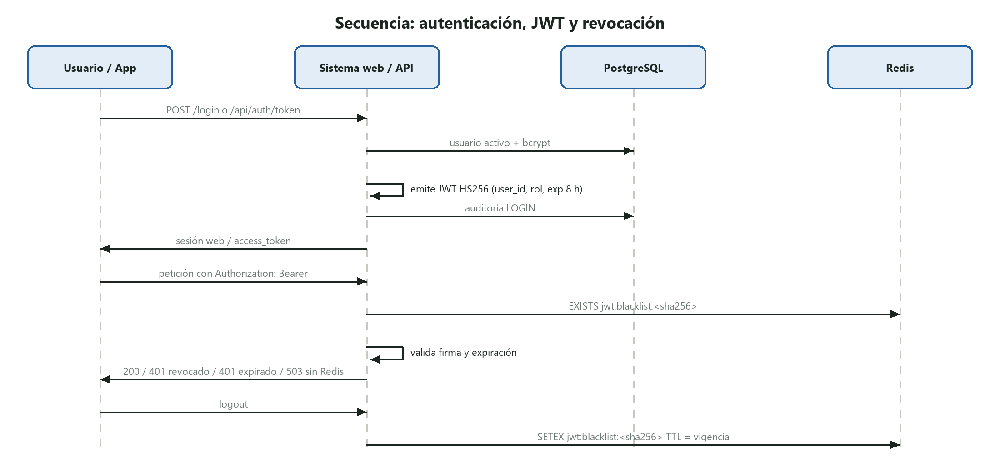 Secuencia: autenticación, JWT y revocación
Usuario / App
Sistema web / API
PostgreSQL
Redis
POST /login o /api/auth/token
usuario activo + bcrypt
emite JWT HS256 (user_id, rol, exp 8 h)
auditoría LOGIN
sesión web / access_token
petición con Authorization: Bearer
EXISTS jwt:blacklist:<sha256>
valida firma y expiración
200 / 401 revocado / 401 expirado / 503 sin Redis
logout
SETEX jwt:blacklist:<sha256> TTL = vigencia